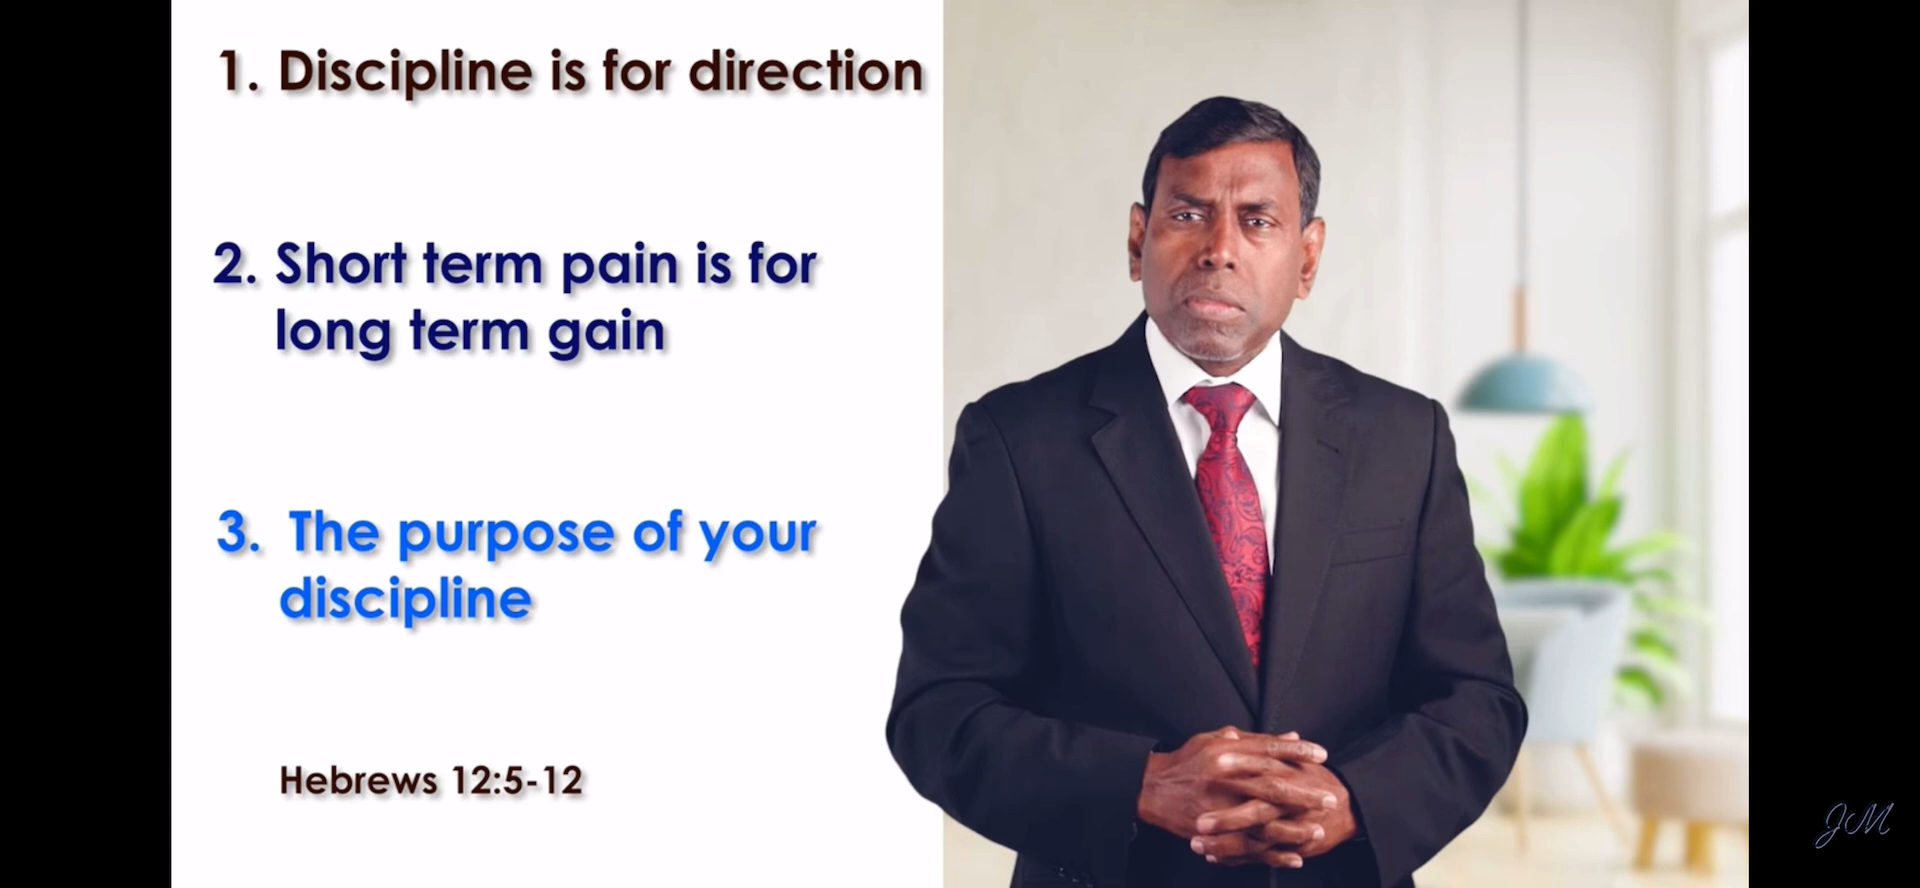 1. Discipline is for direction
2. Short term pain is for
long term gain
3. The purpose of your
discipline
Hebrews 12:5-12
JM